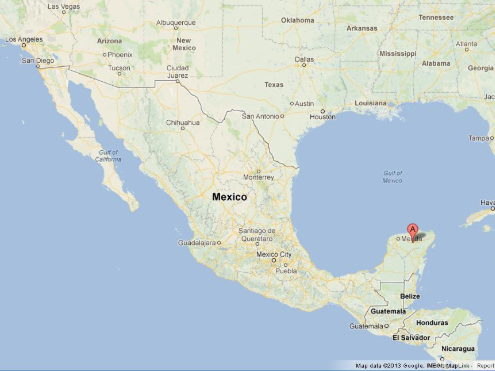 Las Vegas
Los Angeles
San Diego
Arizona
Phoenix
Tucson
Albuquerque
New
Mexico
Ciudad
Juarez
Oklahoma
Arkansas
Tennessee
Atlanta
Mississippi
Alabama
Georgia
Dallas
Texas
Louisiana
Austin
San Antonio
Houston
Tampa
Chihuahua
Gulf of
California
Gulf of
Mexico
Monterrey
Mexico
Santiago de
Querétaro
Guadalajara
Mexico City
Puebla
A
Belize
Guatemala
Guatemala
Honduras
El Salvador
Nicaragua
Map data ©2013 Google, INEGI, MapLink - Report